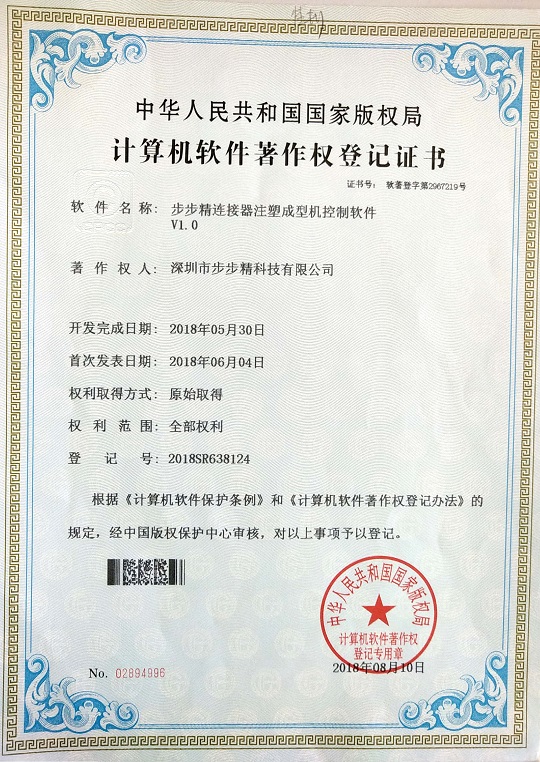 中华人民共和国国家版权局
计算机软件著作权登记证书
证书号： 软著登字第2967219号
软件名称： 步步精连接器注塑成型机控制软件
V1.0
著作权人： 深圳市步步精科技有限公司
开发完成日期： 2018年05月30日
首次发表日期： 2018年06月04日
权利取得方式： 原始取得
权利范围： 全部权利
登记号： 2018SR638124
根据《计算机软件保护条例》和《计算机软件著作权登记办法》的
规定，经中国版权保护中心审核，对以上事项予以登记。
中华人民共和国国家版权局
计算机软件著作权
登记专用章
2018年08月10日
No. 02894996